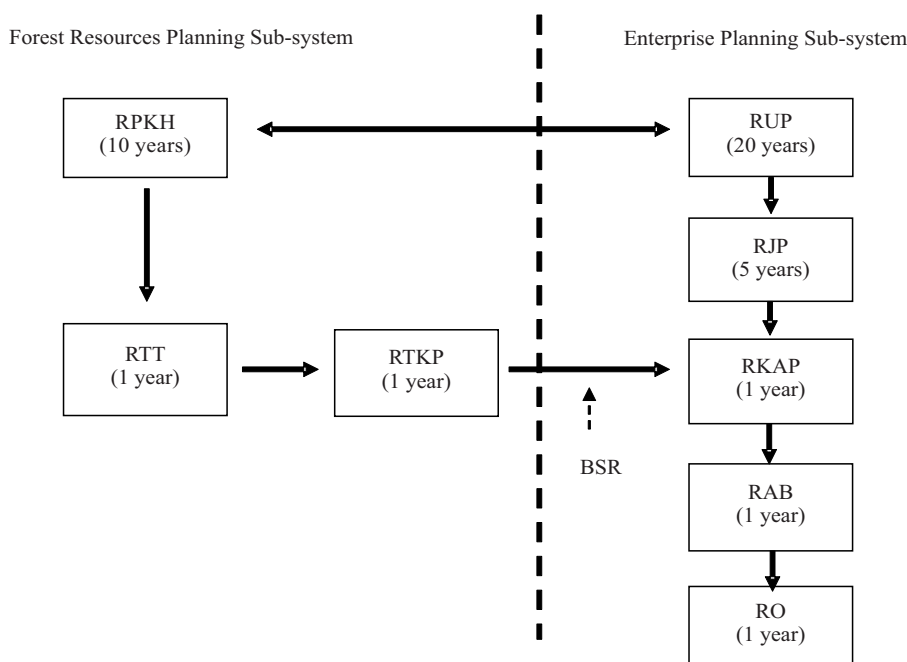 Forest Resources Planning Sub-system
Enterprise Planning Sub-system
RPKH
(10 years)
RUP
(20 years)
RJP
(5 years)
RTT
(1 year)
RTKP
(1 year)
RKAP
(1 year)
BSR
RAB
(1 year)
RO
(1 year)